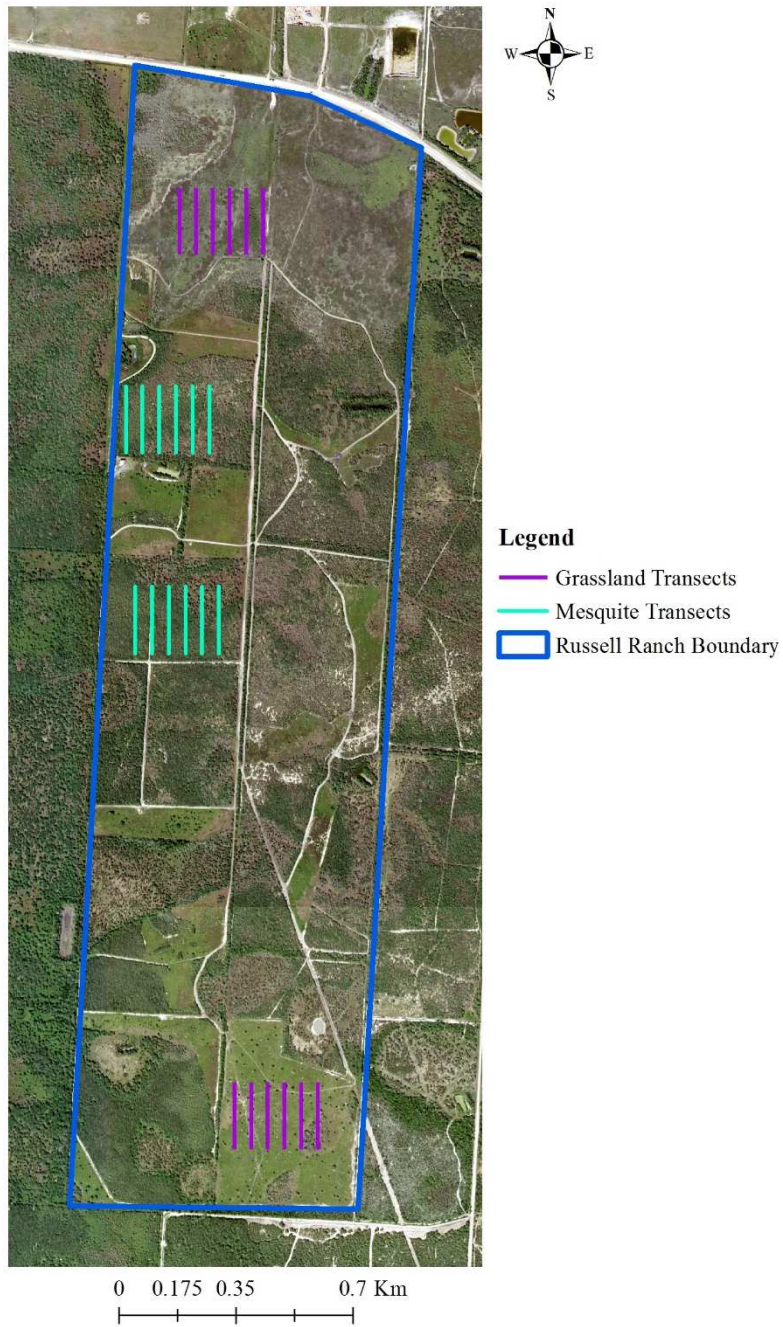 N
W E
S
Legend
Grassland Transects
Mesquite Transects
Russell Ranch Boundary
0 0.175 0.35 0.7 Km